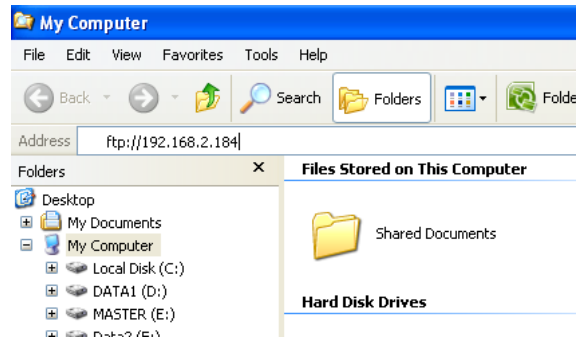 My Computer
File Edit View Favorites Tools Help
Back Search Folders Folde
Address ftp://192.168.2.184
Folders x
Files Stored on This Computer
Desktop
My Documents
My Computer
Local Disk (C:)
DATA1 (D:)
MASTER (E:)
Shared Documents
Hard Disk Drives